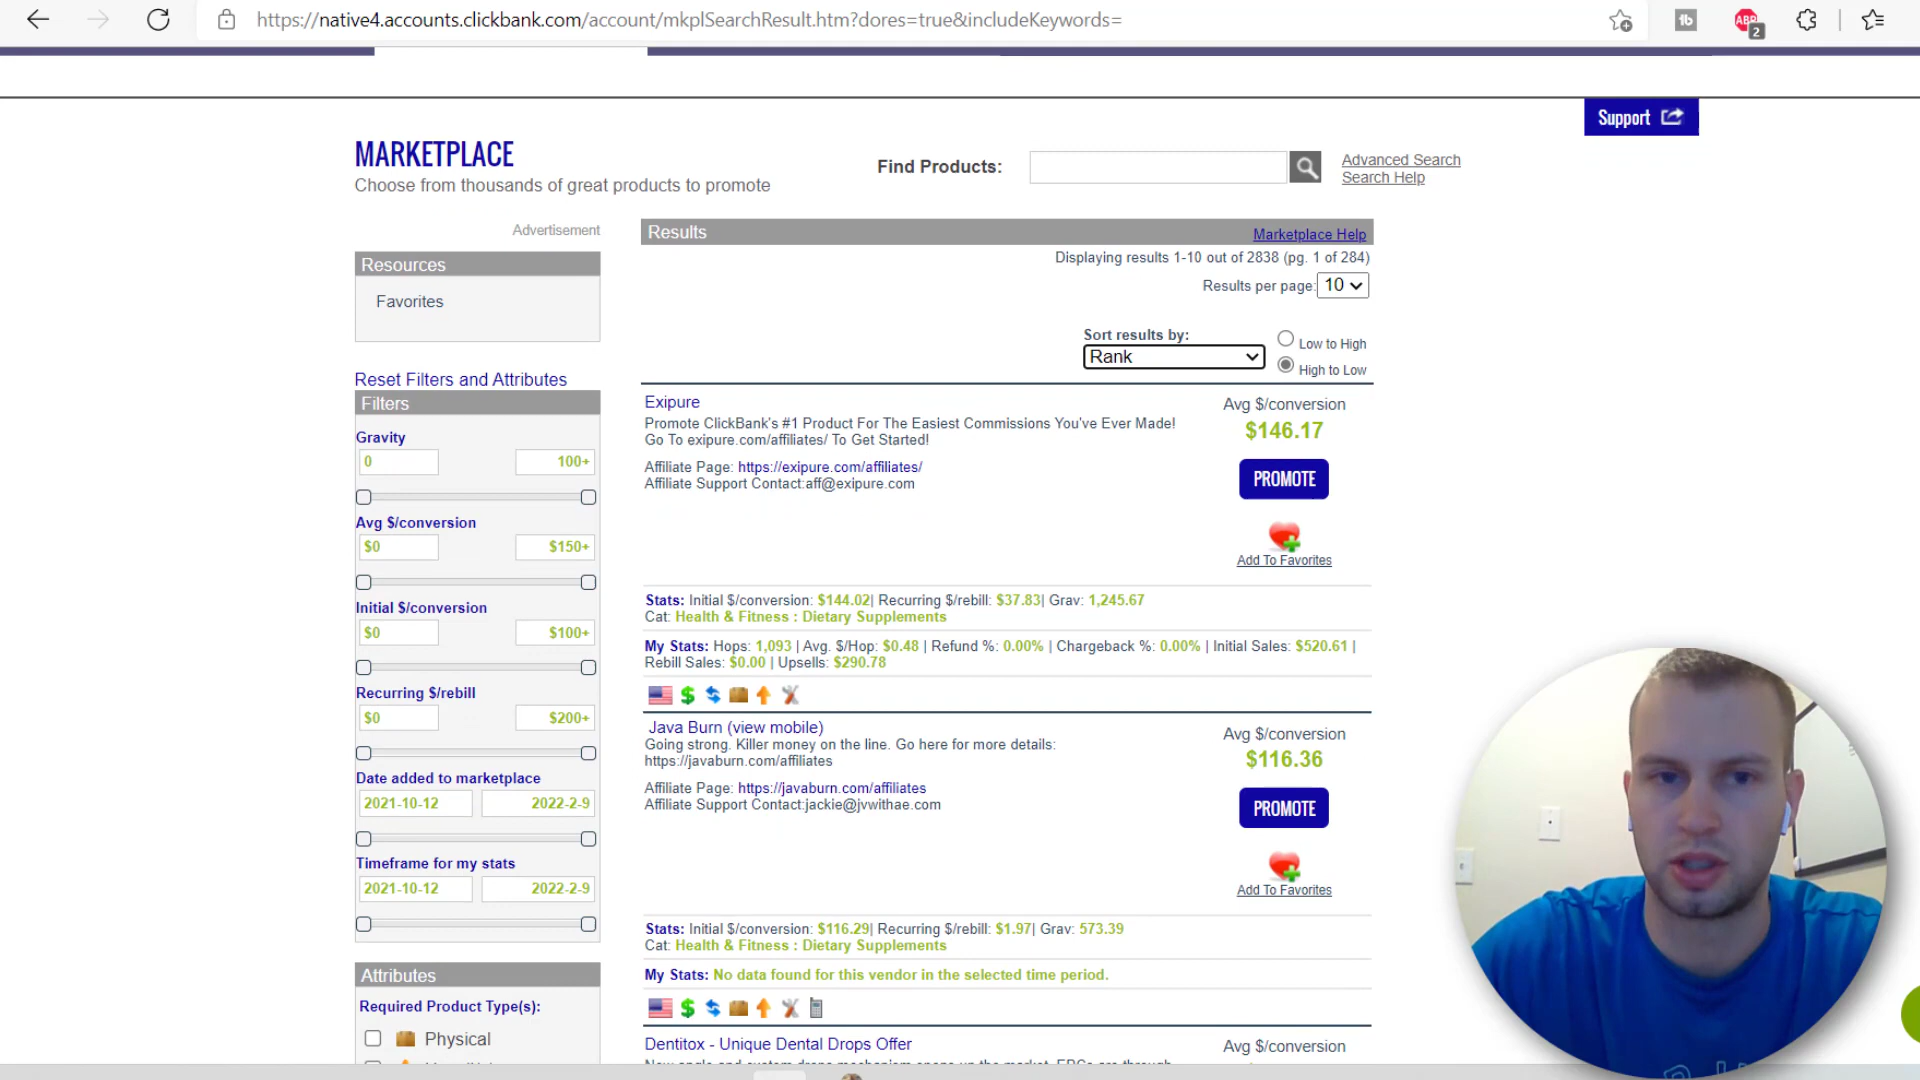 https://native4.accounts.clickbank.com/account/mkplSearchResult.htm?dores=true&includeKeywords=
tb
ABP
2
Support
MARKETPLACE
Choose from thousands of great products to promote
Find Products:
Advanced Search
Search Help
Advertisement
Resources
Favorites
Reset Filters and Attributes
Filters
Gravity
0 100+
Avg $/conversion
$0 $150+
Initial $/conversion
$0 $100+
Recurring $/rebill
$0 $200+
Date added to marketplace
2021-10-12 2022-2-9
Timeframe for my stats
2021-10-12 2022-2-9
Attributes
Required Product Type(s):
Physical
Results
Marketplace Help
Displaying results 1-10 out of 2838 (pg. 1 of 284)
Results per page: 10
Sort results by:
Rank
Low to High
High to Low
Exipure
Promote ClickBank's #1 Product For The Easiest Commissions You've Ever Made!
Go To exipure.com/affiliates/ To Get Started!
Affiliate Page: https://exipure.com/affiliates/
Affiliate Support Contact:aff@exipure.com
Avg $/conversion
$146.17
PROMOTE
Add To Favorites
Stats: Initial $/conversion: $144.02| Recurring $/rebill: $37.83| Grav: 1,245.67
Cat: Health & Fitness : Dietary Supplements
My Stats: Hops: 1,093 | Avg. $/Hop: $0.48 | Refund %: 0.00% | Chargeback %: 0.00% | Initial Sales: $520.61 |
Rebill Sales: $0.00 | Upsells: $290.78
Java Burn (view mobile)
Going strong. Killer money on the line. Go here for more details:
https://javaburn.com/affiliates
Affiliate Page: https://javaburn.com/affiliates
Affiliate Support Contact:jackie@jvwithae.com
Avg $/conversion
$116.36
PROMOTE
Add To Favorites
Stats: Initial $/conversion: $116.29| Recurring $/rebill: $1.97| Grav: 573.39
Cat: Health & Fitness : Dietary Supplements
My Stats: No data found for this vendor in the selected time period.
Dentitox - Unique Dental Drops Offer
Avg $/conversion